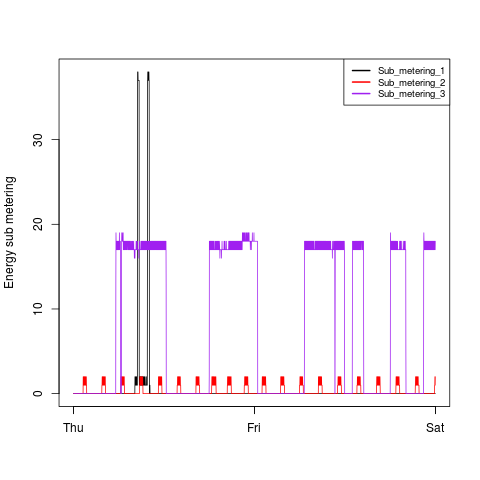 Sub_metering_1
Sub_metering_2
Sub_metering_3
Energy sub metering
30
20
10
0
Thu Fri Sat